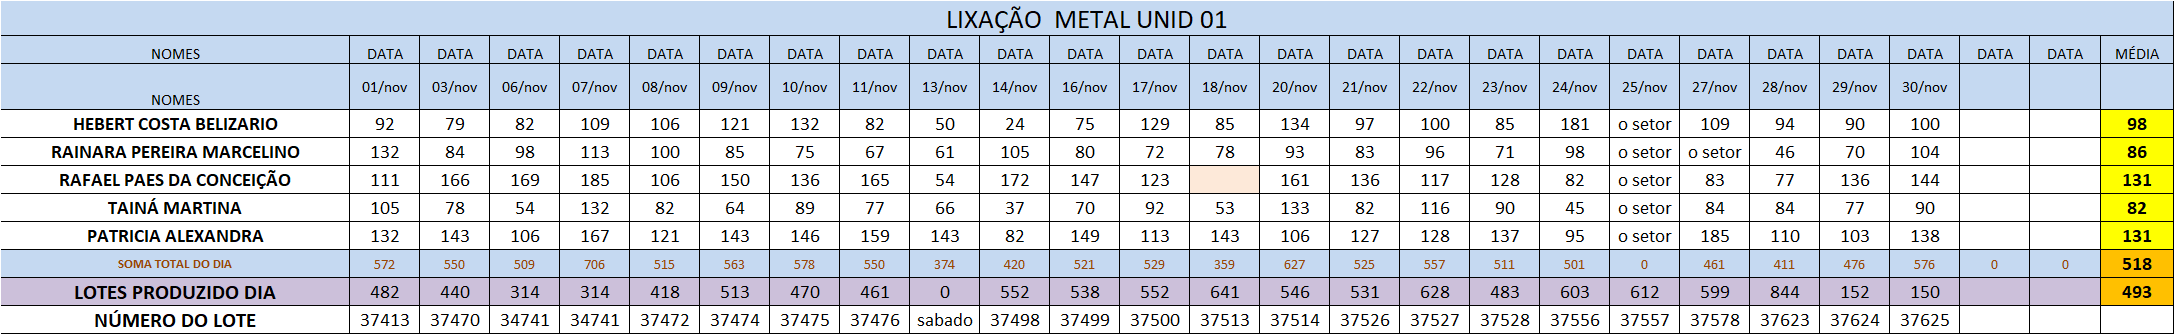 LIXAÇÃO METAL UNID 01
NOMES DATA DATA DATA DATA DATA DATA DATA DATA DATA DATA DATA DATA DATA DATA DATA DATA DATA DATA DATA DATA DATA DATA DATA DATA DATA MÉDIA
NOMES 01/nov 03/nov 06/nov 07/nov 08/nov 09/nov 10/nov 11/nov 13/nov 14/nov 16/nov 17/nov 18/nov 20/nov 21/nov 22/nov 23/nov 24/nov 25/nov 27/nov 28/nov 29/nov 30/nov
HEBERT COSTA BELIZARIO 92 79 82 109 106 121 132 82 50 24 75 129 85 134 97 100 85 181 o setor 109 94 90 100 98
RAINARA PEREIRA MARCELINO 132 84 98 113 100 85 75 67 61 105 80 72 78 93 83 96 71 98 o setor o setor 46 70 104 86
RAFAEL PAES DA CONCEIÇÃO 111 166 169 185 106 150 136 165 54 172 147 123 161 136 117 128 82 o setor 83 77 136 144 131
TAINÁ MARTINA 105 78 54 132 82 64 89 77 66 37 70 92 53 133 82 116 90 45 o setor 84 84 77 90 82
PATRICIA ALEXANDRA 132 143 106 167 121 143 146 159 143 82 149 113 143 106 127 128 137 95 o setor 185 110 103 138 131
SOMA TOTAL DO DIA 572 550 509 706 515 563 578 550 374 420 521 529 359 627 525 557 511 501 0 461 411 476 576 0 0 518
LOTES PRODUZIDO DIA 482 440 314 314 418 513 470 461 0 552 538 552 641 546 531 628 483 603 612 599 844 152 150 493
NÚMERO DO LOTE 37413 37470 34741 34741 37472 37474 37475 37476 sabado 37498 37499 37500 37513 37514 37526 37527 37528 37556 37557 37578 37623 37624 37625